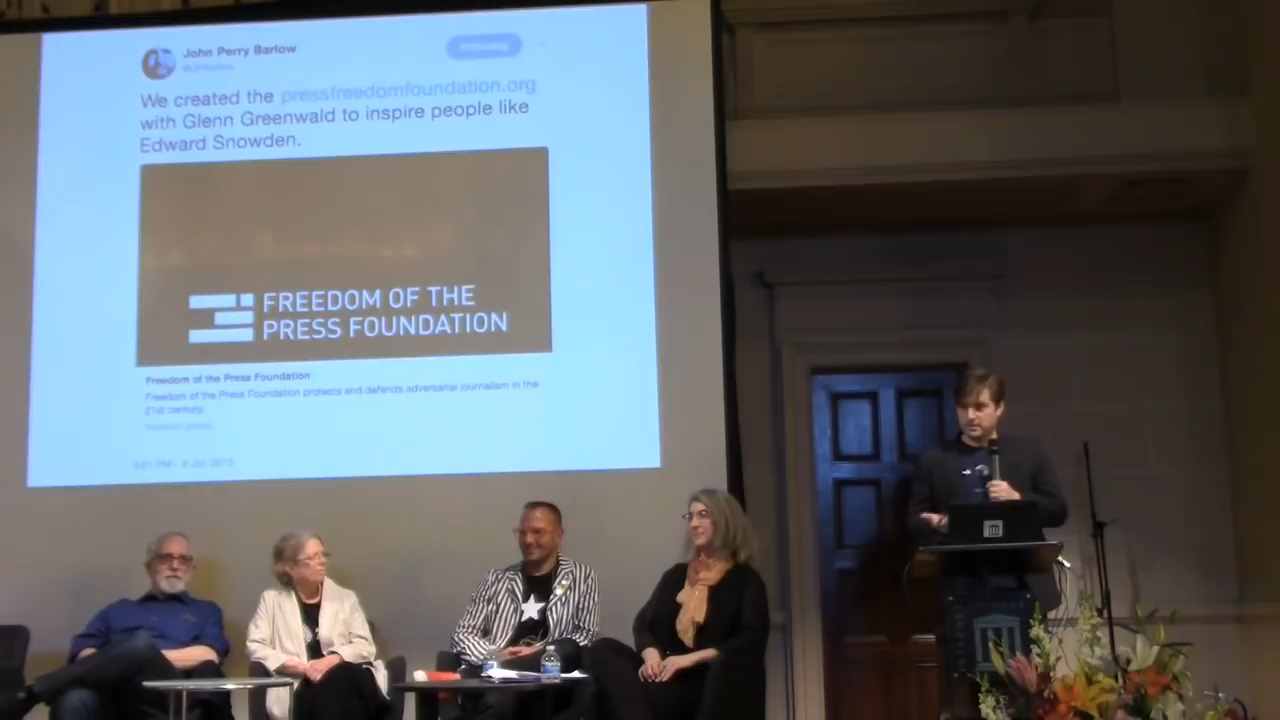 John Perry Barlow
Following
We created the pressfreedomfoundation.org
with Glenn Greenwald to inspire people like
Edward Snowden.
FREEDOM OF THE
PRESS FOUNDATION
Freedom of the Press Foundation
Freedom of the Press Foundation protects and defends adversarial journalism in the
21st century.